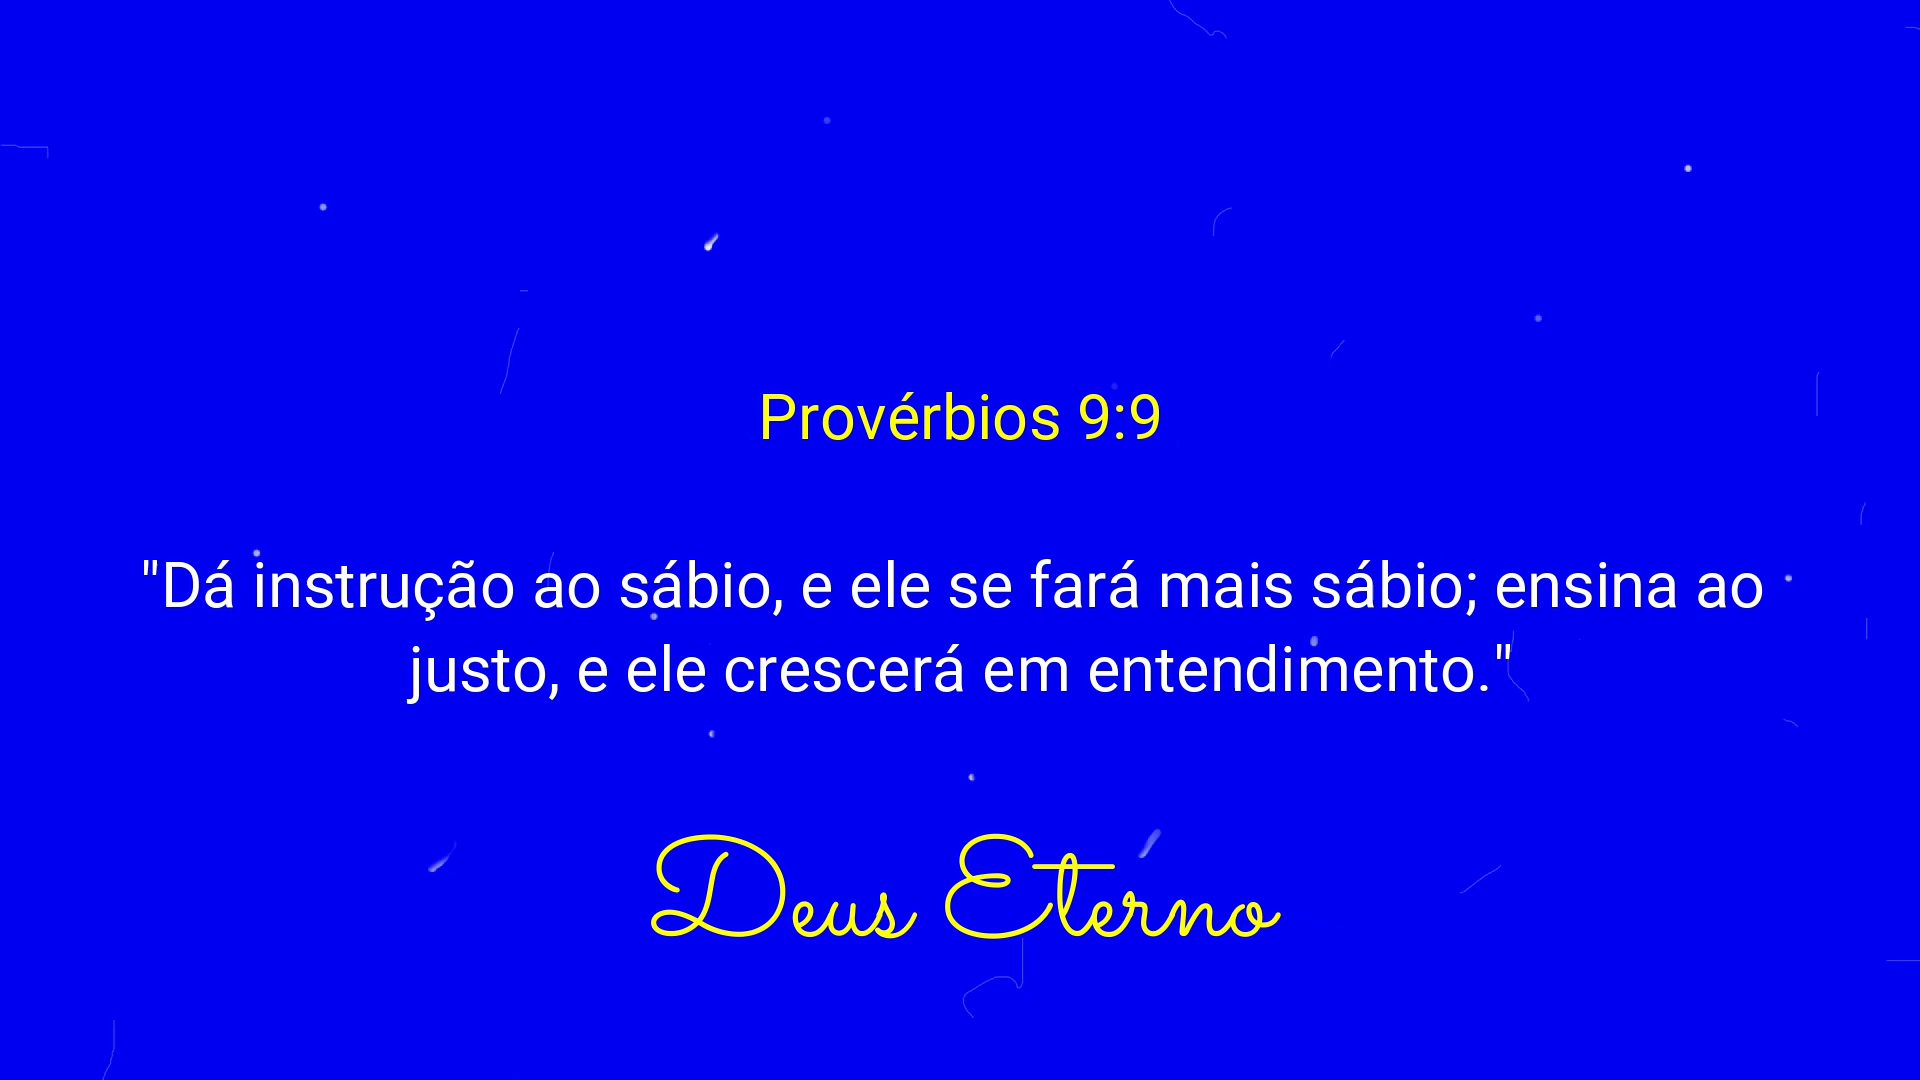 Provérbios 9:9
"Dá instrução ao sábio, e ele se fará mais sábio; ensina ao
justo, e ele crescerá em entendimento."
Deus Eterno